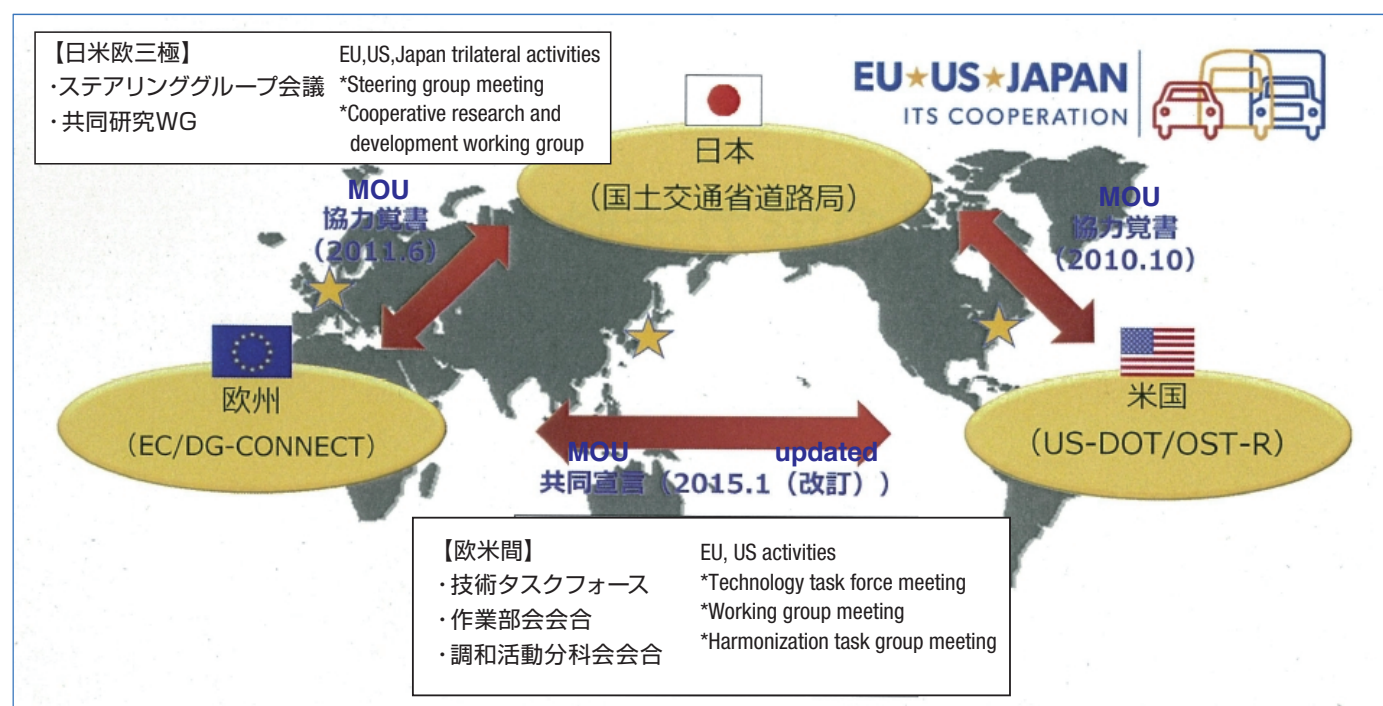 【日米欧三極】
・ステアリンググループ会議
・共同研究WG
EU,US,Japan trilateral activities
*Steering group meeting
*Cooperative research and
development working group
EU★US★JAPAN
ITS COOPERATION
日本
(国土交通省道路局)
MOU
協力覚書
(2011.6)
MOU
協力覚書
(2010.10)
欧州
(EC/DG-CONNECT)
米国
(US-DOT/OST-R)
MOU updated
共同宣言(2015.1(改訂))
【欧米間】
・技術タスクフォース
・作業部会会合
・調和活動分科会会合
EU, US activities
*Technology task force meeting
*Working group meeting
*Harmonization task group meeting